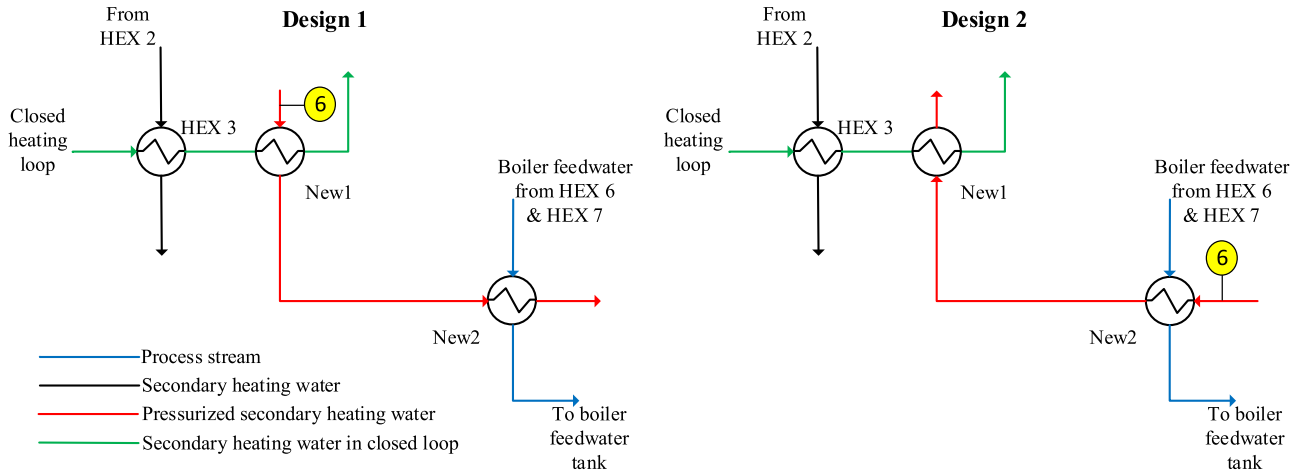 Design 1
From
HEX 2
6
Closed
heating
loop
HEX 3
New1
Boiler feedwater
from HEX 6
& HEX 7
New2
To boiler
feedwater
tank
Process stream
Secondary heating water
Pressurized secondary heating water
Secondary heating water in closed loop
Design 2
From
HEX 2
Closed
heating
loop
HEX 3
New1
Boiler feedwater
from HEX 6
& HEX 7
6
New2
To boiler
feedwater
tank